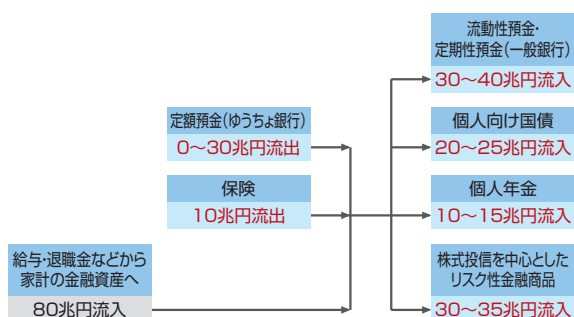 定額預金(ゆうちょ銀行)
0〜30兆円流出
保険
10兆円流出
給与・退職金などから
家計の金融資産へ
80兆円流入
流動性預金・
定期性預金(一般銀行)
30〜40兆円流入
個人向け国債
20〜25兆円流入
個人年金
10〜15兆円流入
株式投信を中心とした
リスク性金融商品
30〜35兆円流入